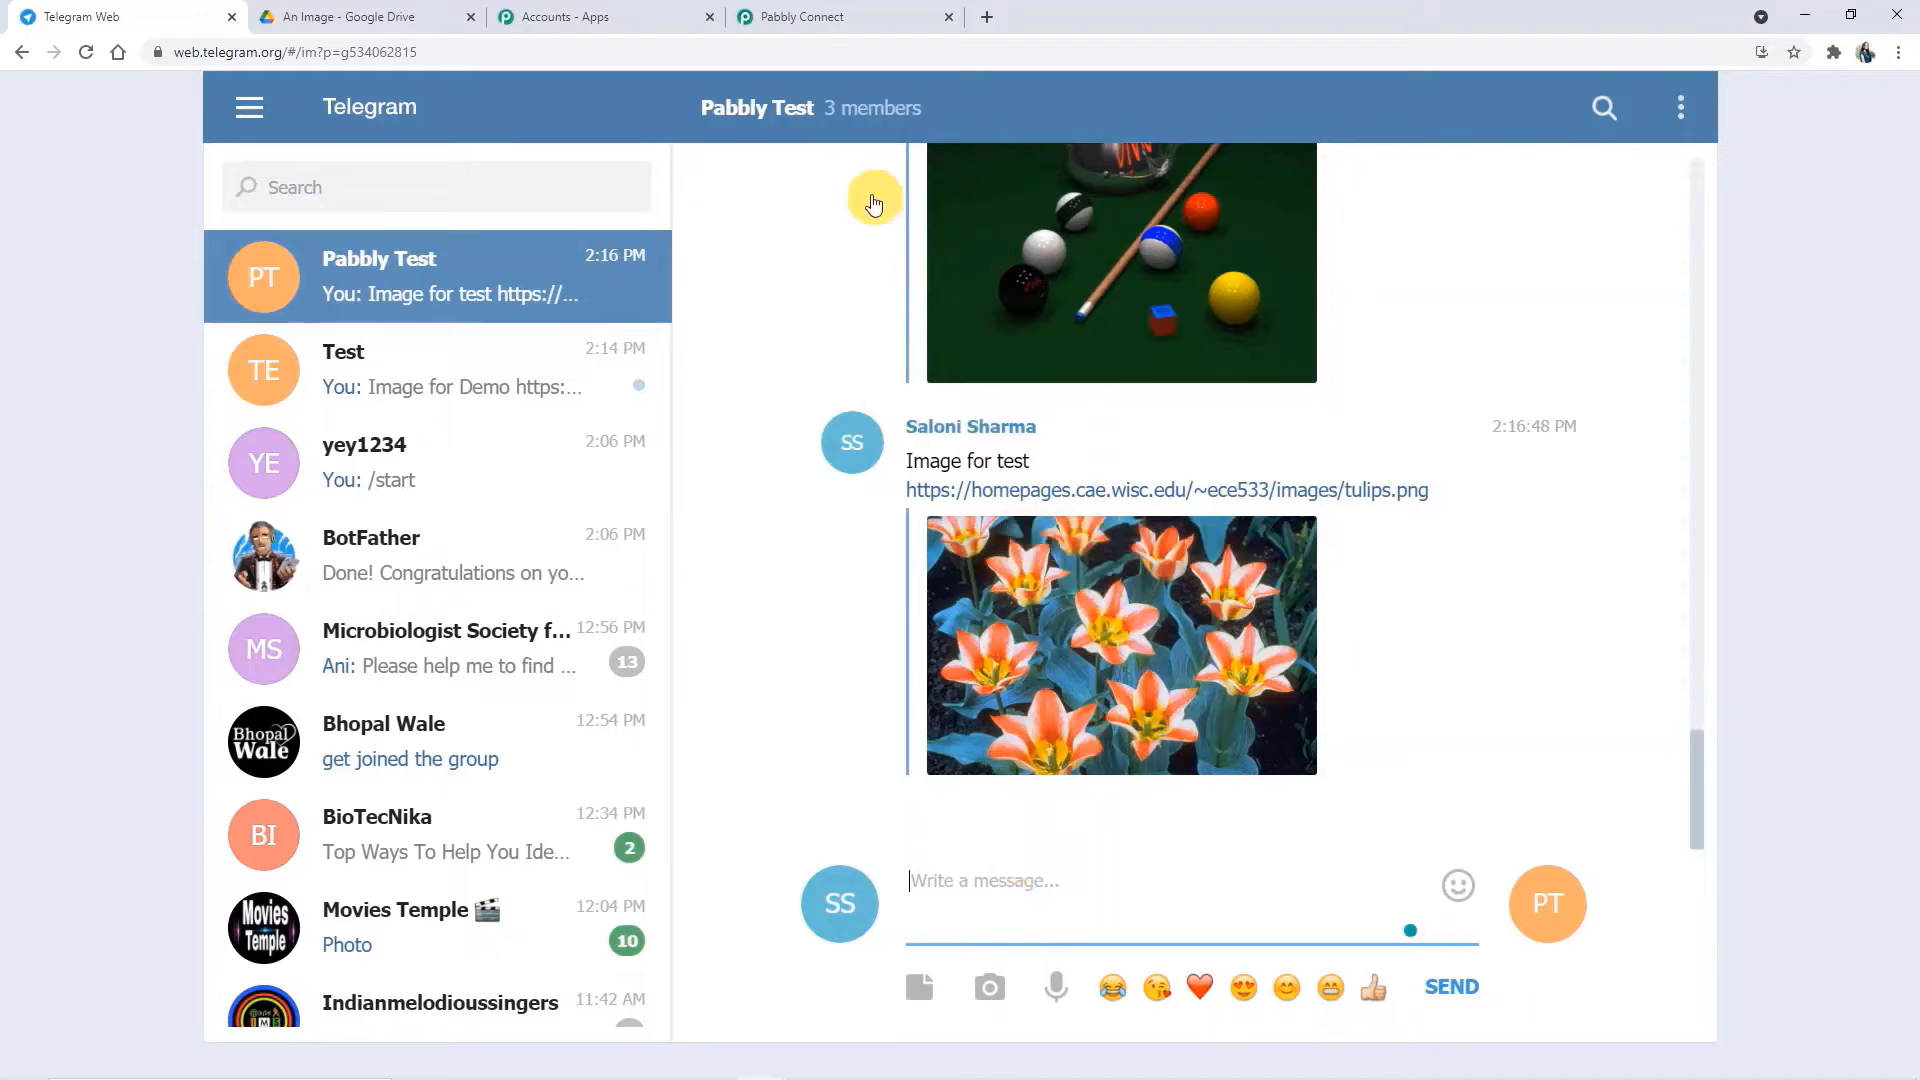 Telegram Web
An Image - Google Drive
Accounts - Apps
Pabbly Connect
web.telegram.org/#/im?p=g534062815
Telegram
Pabbly Test 3 members
Search
PT
Pabbly Test
2:16 PM
You: Image for test https://...
TE
Test
2:14 PM
You: Image for Demo https:...
YE
yey1234
2:06 PM
You: /start
BotFather
2:06 PM
Done! Congratulations on yo...
MS
Microbiologist Society f...
12:56 PM
Ani: Please help me to find ...
13
Bhopal Wale
Bhopal Wale
12:54 PM
get joined the group
BI
BioTecNika
12:34 PM
Top Ways To Help You Ide...
2
Movies Temple
Movies Temple 🎬
12:04 PM
Photo
10
Indianmelodioussingers
11:42 AM
SS
Saloni Sharma
2:16:48 PM
Image for test
https://homepages.cae.wisc.edu/~ece533/images/tulips.png
SS
Write a message...
PT
SEND